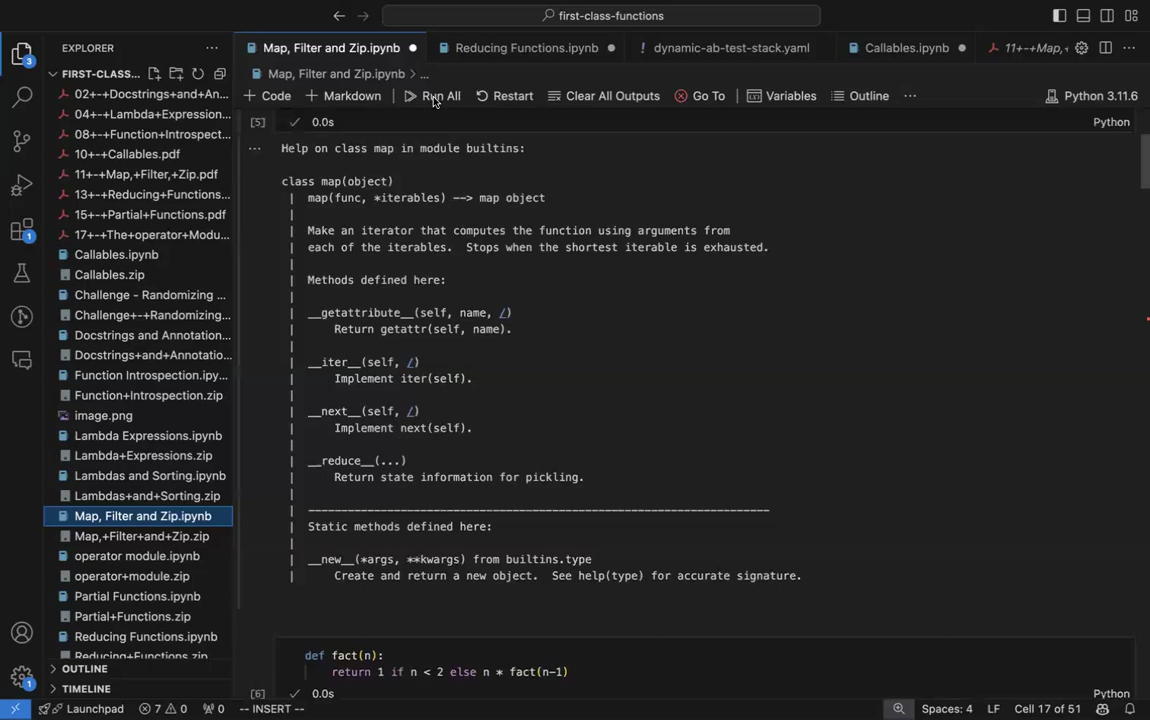 first-class-functions
EXPLORER
Map, Filter and Zip.ipynb
Reducing Functions.ipynb
dynamic-ab-test-stack.yaml
Callables.ipynb
11+-+Map,
FIRST-CLASS...
Map, Filter and Zip.ipynb > ...
Code
Markdown
Run All
Restart
Clear All Outputs
Go To
Variables
Outline
...
Python 3.11.6
02+-+Docstrings+and+An...
04+-+Lambda+Expression...
08+-+Function+Introspect...
10+-+Callables.pdf
11+-+Map,+Filter,+Zip.pdf
13+-+Reducing+Functions...
15+-+Partial+Functions.pdf
17+-+The+operator+Modu...
Callables.ipynb
Callables.zip
Challenge - Randomizing ...
Challenge+-+Randomizing...
Docstrings and Annotation...
Docstrings+and+Annotatio...
Function Introspection.ipy...
Function+Introspection.zip
image.png
Lambda Expressions.ipynb
Lambda+Expressions.zip
Lambdas and Sorting.ipynb
Lambdas+and+Sorting.zip
Map, Filter and Zip.ipynb
Map,+Filter+and+Zip.zip
operator module.ipynb
operator+module.zip
Partial Functions.ipynb
Partial+Functions.zip
Reducing Functions.ipynb
Reducing+Functions.zip
OUTLINE
TIMELINE
[5]
0.0s
Python
... Help on class map in module builtins:
class map(object)
| map(func, *iterables) --> map object
|
| Make an iterator that computes the function using arguments from
| each of the iterables. Stops when the shortest iterable is exhausted.
|
| Methods defined here:
|
| __getattribute__(self, name, /)
| Return getattr(self, name).
|
| __iter__(self, /)
| Implement iter(self).
|
| __next__(self, /)
| Implement next(self).
|
| __reduce__(...)
| Return state information for pickling.
|
| ----------------------------------------------------------------------
| Static methods defined here:
|
| __new__(*args, **kwargs) from builtins.type
| Create and return a new object. See help(type) for accurate signature.
def fact(n):
return 1 if n < 2 else n * fact(n-1)
[6]
0.0s
Python
3
1
1
Launchpad
7
0
0
-- INSERT --
Spaces: 4
LF
Cell 17 of 51